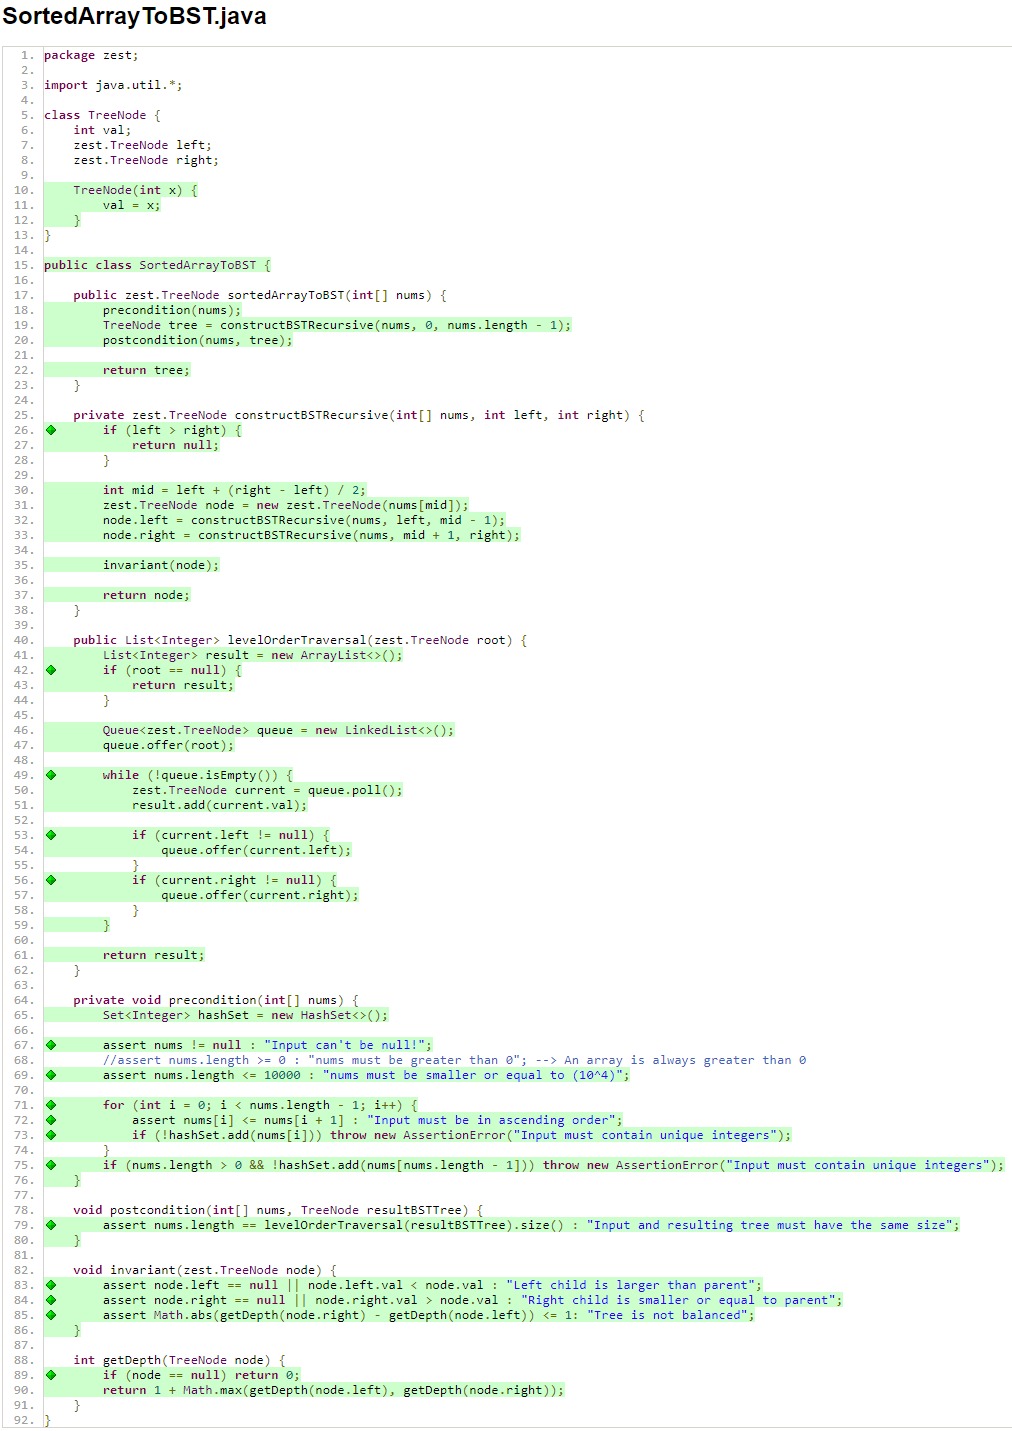 SortedArrayToBST.java
1. package zest;
2.
3. import java.util.*;
4.
5. class TreeNode {
6.     int val;
7.     zest.TreeNode left;
8.     zest.TreeNode right;
9.
10.     TreeNode(int x) {
11.         val = x;
12.     }
13. }
14.
15. public class SortedArrayToBST {
16.
17.     public zest.TreeNode sortedArrayToBST(int[] nums) {
18.         precondition(nums);
19.         TreeNode tree = constructBSTRecursive(nums, 0, nums.length - 1);
20.         postcondition(nums, tree);
21.
22.         return tree;
23.     }
24.
25.     private zest.TreeNode constructBSTRecursive(int[] nums, int left, int right) {
26.         if (left > right) {
27.             return null;
28.         }
29.
30.         int mid = left + (right - left) / 2;
31.         zest.TreeNode node = new zest.TreeNode(nums[mid]);
32.         node.left = constructBSTRecursive(nums, left, mid - 1);
33.         node.right = constructBSTRecursive(nums, mid + 1, right);
34.
35.         invariant(node);
36.
37.         return node;
38.     }
39.
40.     public List<Integer> levelOrderTraversal(zest.TreeNode root) {
41.         List<Integer> result = new ArrayList<>();
42.         if (root == null) {
43.             return result;
44.         }
45.
46.         Queue<zest.TreeNode> queue = new LinkedList<>();
47.         queue.offer(root);
48.
49.         while (!queue.isEmpty()) {
50.             zest.TreeNode current = queue.poll();
51.             result.add(current.val);
52.
53.             if (current.left != null) {
54.                 queue.offer(current.left);
55.             }
56.             if (current.right != null) {
57.                 queue.offer(current.right);
58.             }
59.         }
60.
61.         return result;
62.     }
63.
64.     private void precondition(int[] nums) {
65.         Set<Integer> hashSet = new HashSet<>();
66.
67.         assert nums != null : "Input can't be null!";
68.         //assert nums.length >= 0 : "nums must be greater than 0"; --> An array is always greater than 0
69.         assert nums.length <= 10000 : "nums must be smaller or equal to (10^4)";
70.
71.         for (int i = 0; i < nums.length - 1; i++) {
72.             assert nums[i] <= nums[i + 1] : "Input must be in ascending order";
73.             if (!hashSet.add(nums[i])) throw new AssertionError("Input must contain unique integers");
74.         }
75.         if (nums.length > 0 && !hashSet.add(nums[nums.length - 1])) throw new AssertionError("Input must contain unique integers");
76.     }
77.
78.     void postcondition(int[] nums, TreeNode resultBSTTree) {
79.         assert nums.length == levelOrderTraversal(resultBSTTree).size() : "Input and resulting tree must have the same size";
80.     }
81.
82.     void invariant(zest.TreeNode node) {
83.         assert node.left == null || node.left.val < node.val : "Left child is larger than parent";
84.         assert node.right == null || node.right.val > node.val : "Right child is smaller or equal to parent";
85.         assert Math.abs(getDepth(node.right) - getDepth(node.left)) <= 1: "Tree is not balanced";
86.     }
87.
88.     int getDepth(TreeNode node) {
89.         if (node == null) return 0;
90.         return 1 + Math.max(getDepth(node.left), getDepth(node.right));
91.     }
92. }